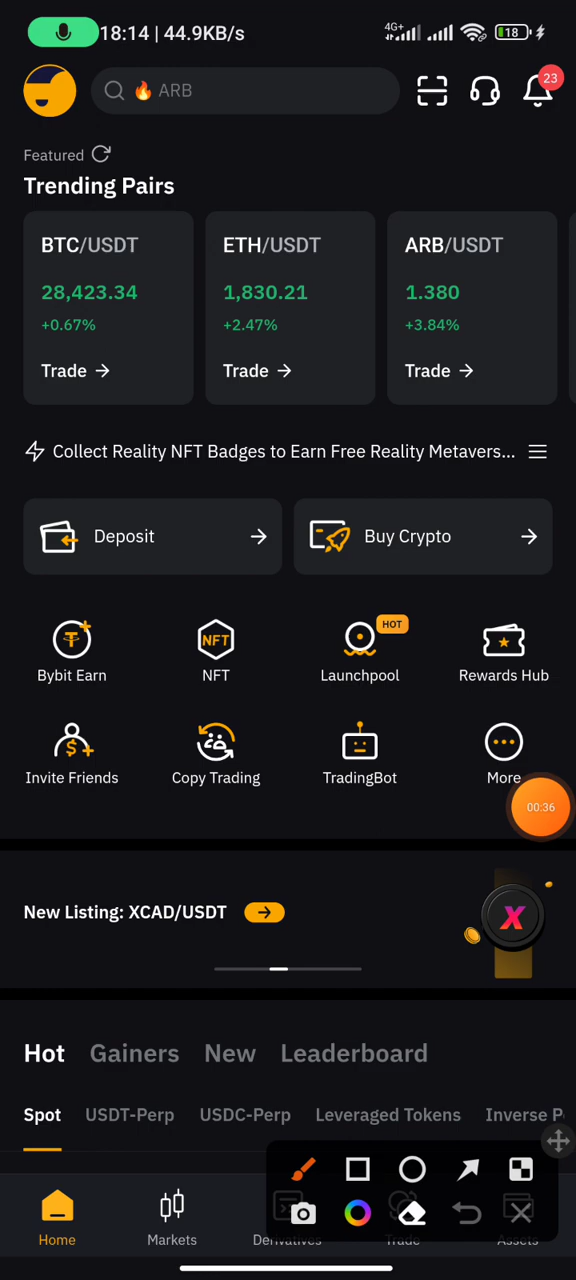 18:14 | 44.9KB/s
4G+
18
23
🔥 ARB
Featured
Trending Pairs
BTC/USDT
28,423.34
+0.67%
Trade →
ETH/USDT
1,830.21
+2.47%
Trade →
ARB/USDT
1.380
+3.84%
Trade →
Collect Reality NFT Badges to Earn Free Reality Metavers...
Deposit →
Buy Crypto →
Bybit Earn
NFT
NFT
HOT
Launchpool
Rewards Hub
Invite Friends
Copy Trading
TradingBot
More
00:36
New Listing: XCAD/USDT →
X
Hot Gainers New Leaderboard
Spot USDT-Perp USDC-Perp Leveraged Tokens Inverse P
Home
Markets
Derivatives
Trade
Assets